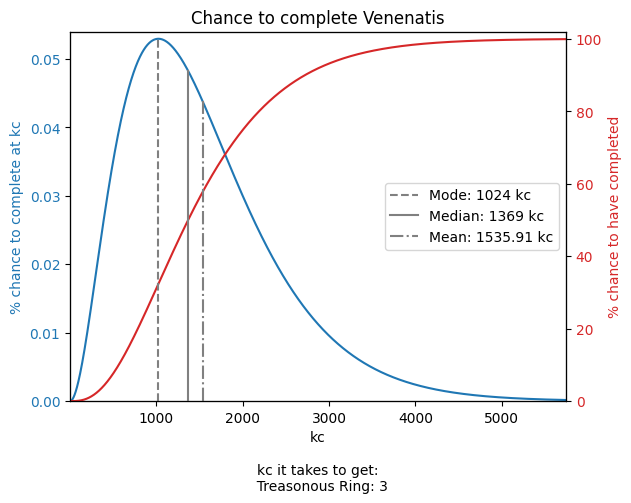 Chance to complete Venenatis
% chance to complete at kc
0.05
0.04
0.03
0.02
0.01
0.00
100
80
60
40
20
0
% chance to have completed
Mode: 1024 kc
Median: 1369 kc
Mean: 1535.91 kc
1000
2000
3000
4000
5000
kc
kc it takes to get:
Treasonous Ring: 3